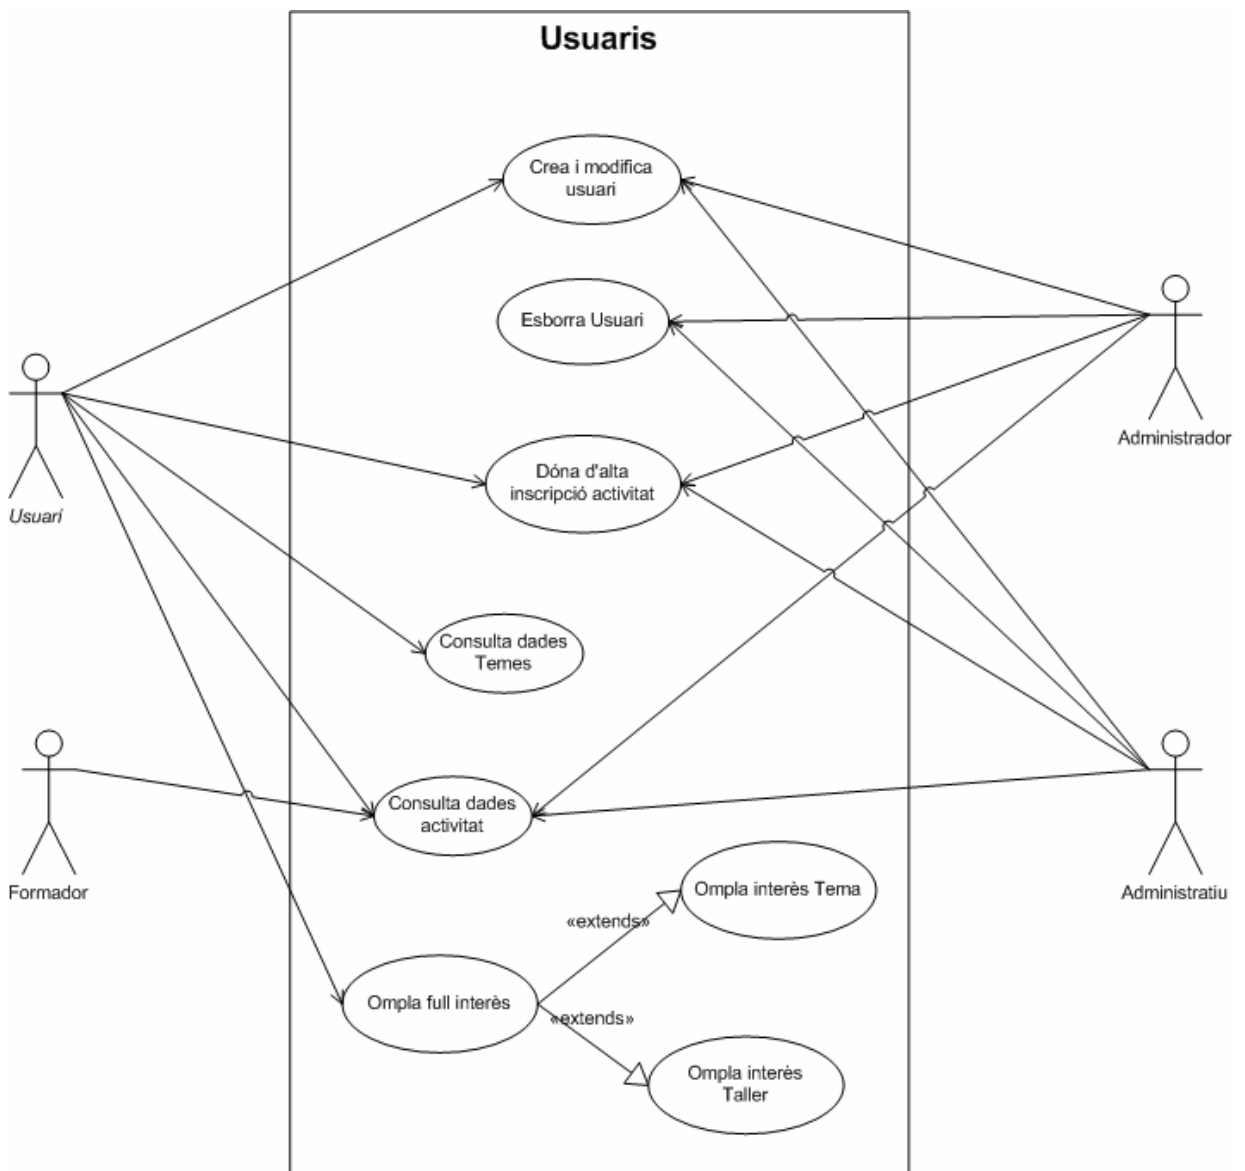 Usuaris
Crea i modifica
usuari
Esborra Usuari
Administrador
Usuarí
Dóna d'alta
inscripció activitat
Consulta dades
Temes
Consulta dades
activitat
Formador
Administratiu
Ompla interès Tema
«extends»
Ompla full interès
«extends»
Ompla interès
Taller